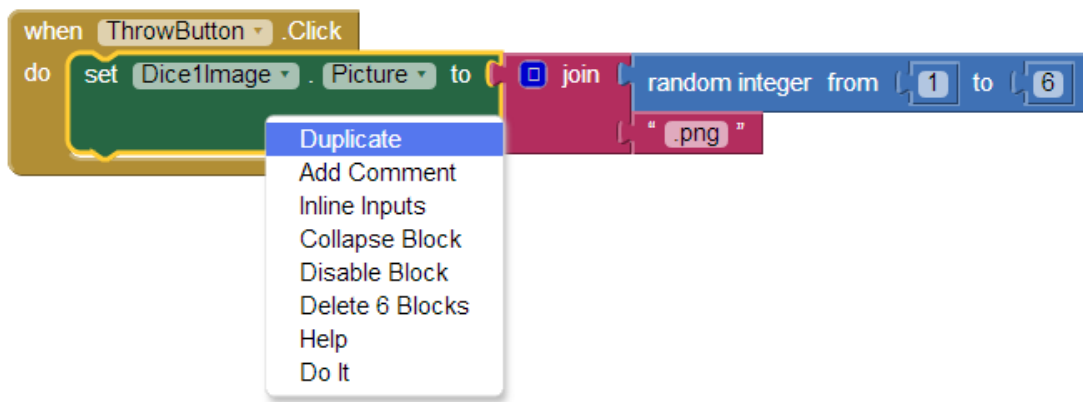 when ThrowButton .Click
do set Dice1Image . Picture to join random integer from 1 to 6
" .png "
Duplicate
Add Comment
Inline Inputs
Collapse Block
Disable Block
Delete 6 Blocks
Help
Do It